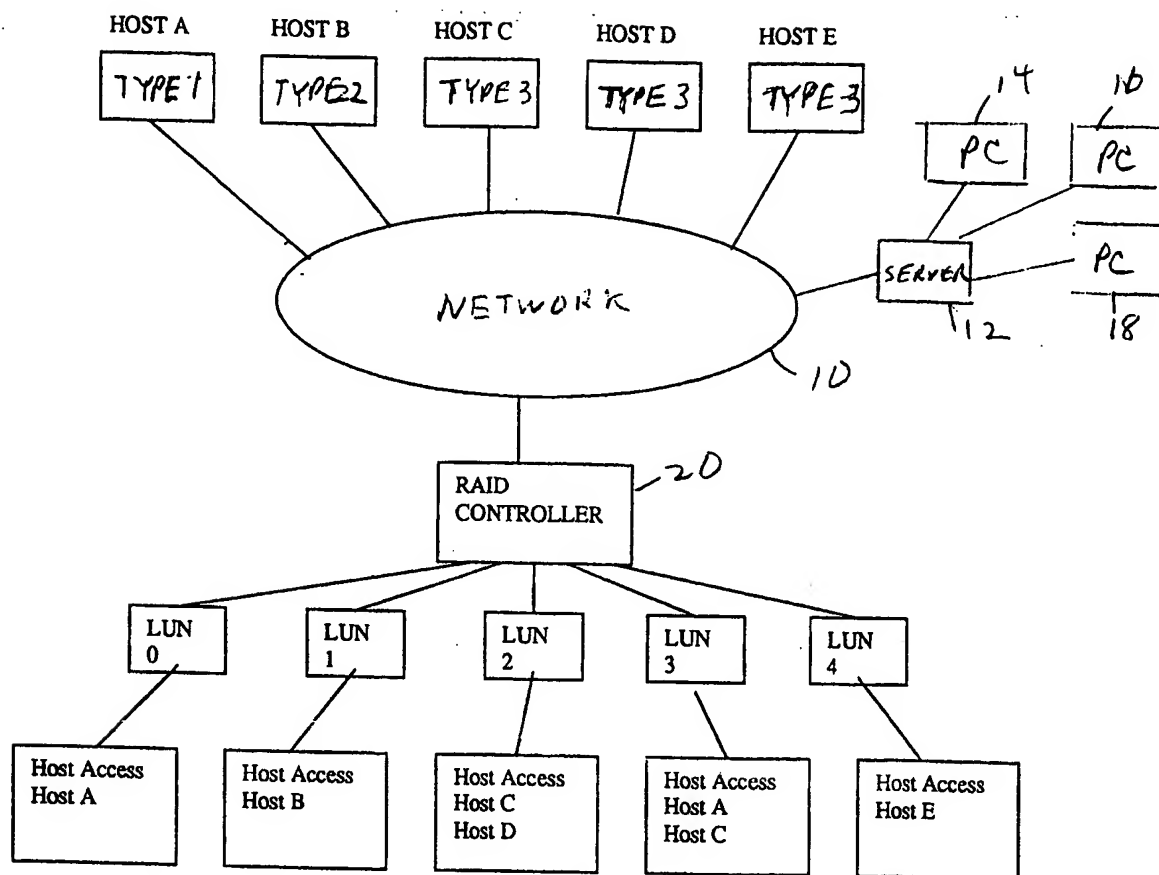 HOST A HOST B HOST C HOST D HOST E
TYPE 1 TYPE22 TYPE 3 TYPE 3 TYPE 3
14 16
PC PC
SERVER PC
12 18
NETWORK
10
RAID
CONTROLLER
20
LUN
0
LUN
1
LUN
2
LUN
3
LUN
4
Host Access
Host A
Host Access
Host B
Host Access
Host C
Host D
Host Access
Host A
Host C
Host Access
Host E